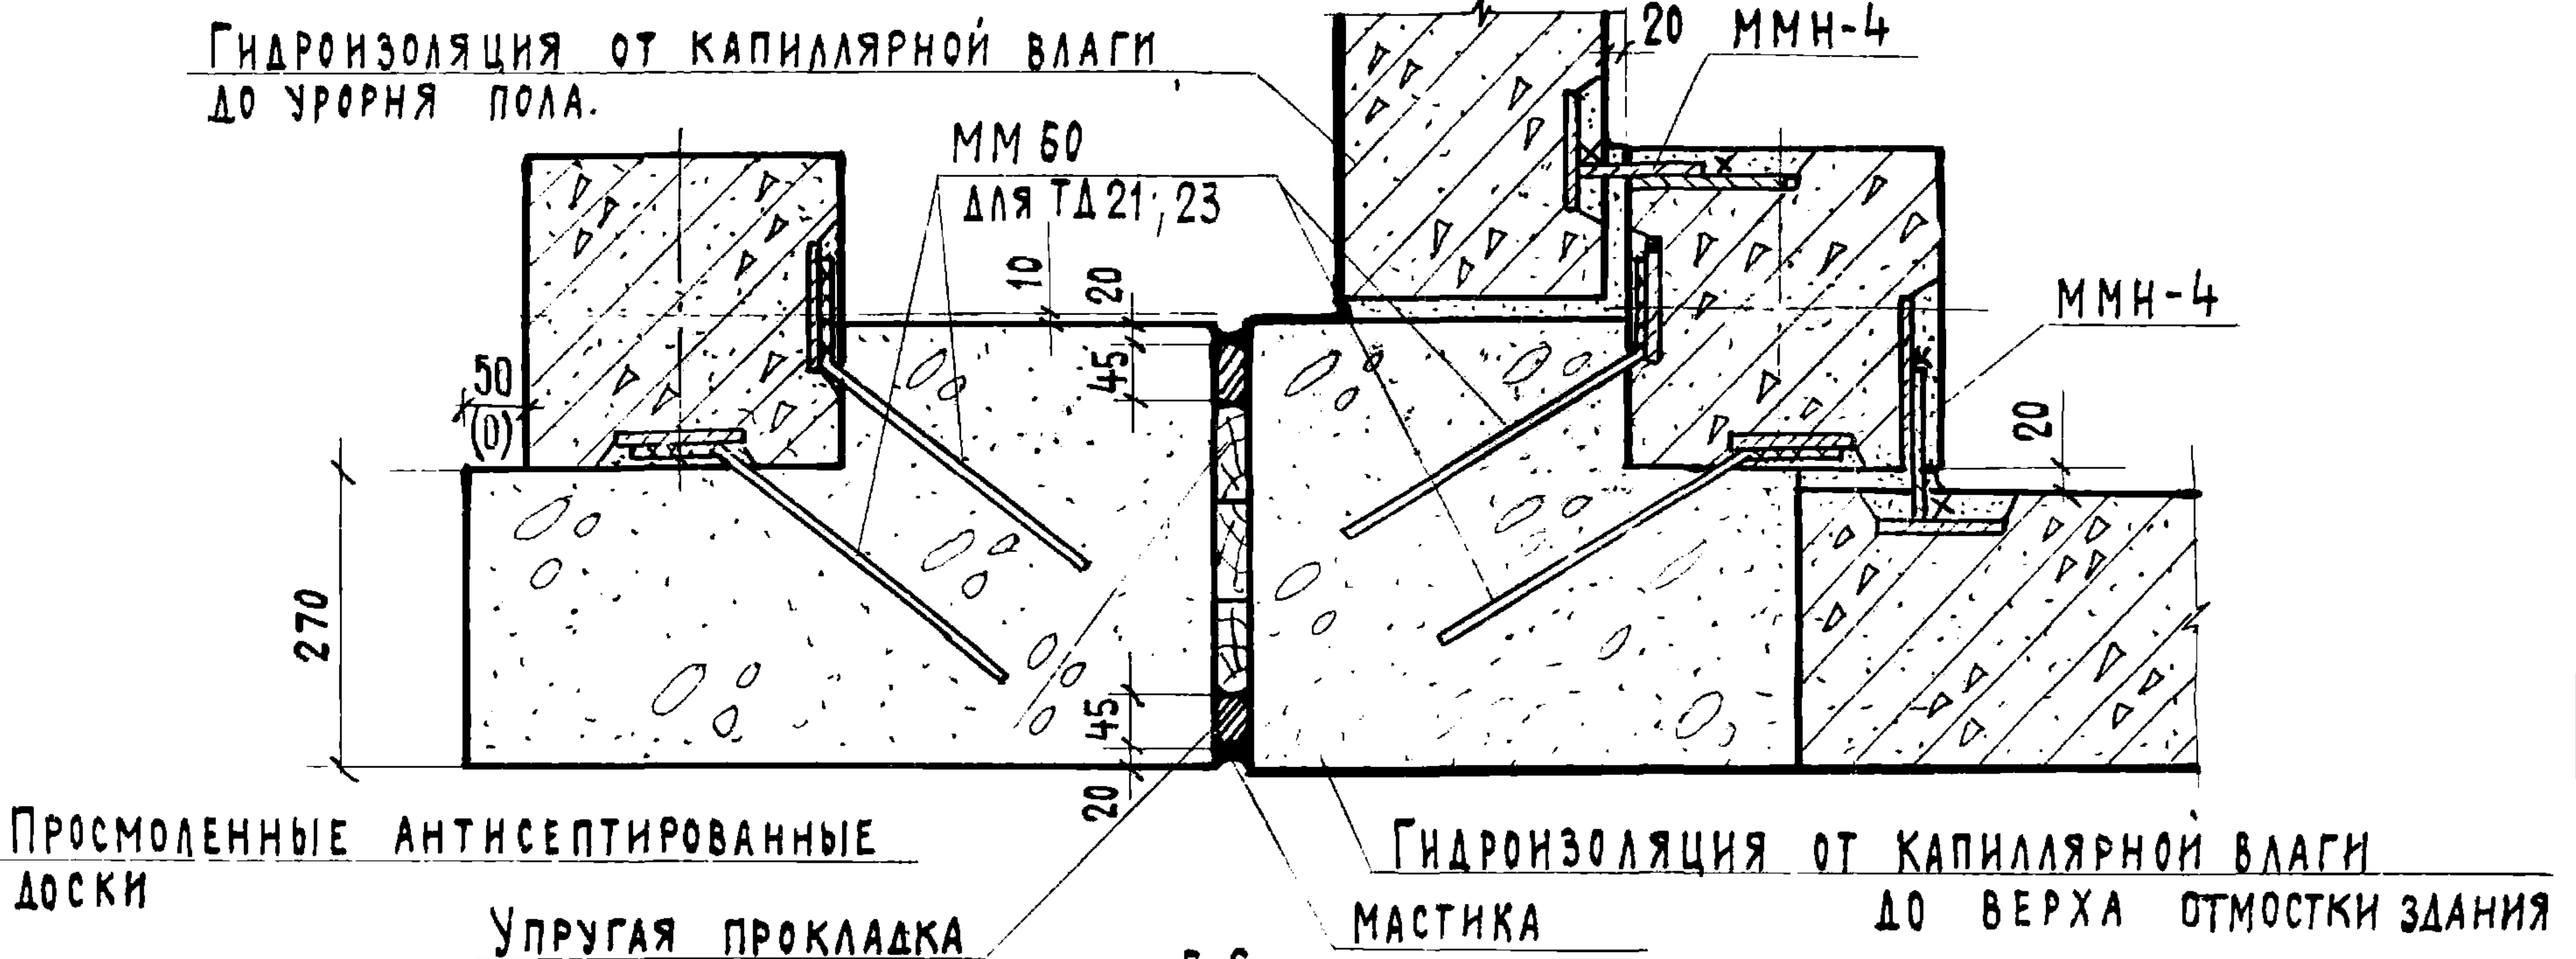 ГИДРОИЗОЛЯЦИЯ ОТ КАПИЛЛЯРНОЙ ВЛАГИ
ДО УРОРНЯ ПОЛА.
20
ММН-4
ММ 60
ДЛЯ ТД 21; 23
10
20
45
50
(0)
270
ММН-4
20
45
20
ПРОСМОЛЕННЫЕ АНТИСЕПТИРОВАННЫЕ
ДОСКИ
УПРУГАЯ ПРОКЛАДКА
МАСТИКА
ГИДРОИЗОЛЯЦИЯ ОТ КАПИЛЛЯРНОЙ ВЛАГИ
ДО ВЕРХА ОТМОСТКИ ЗДАНИЯ